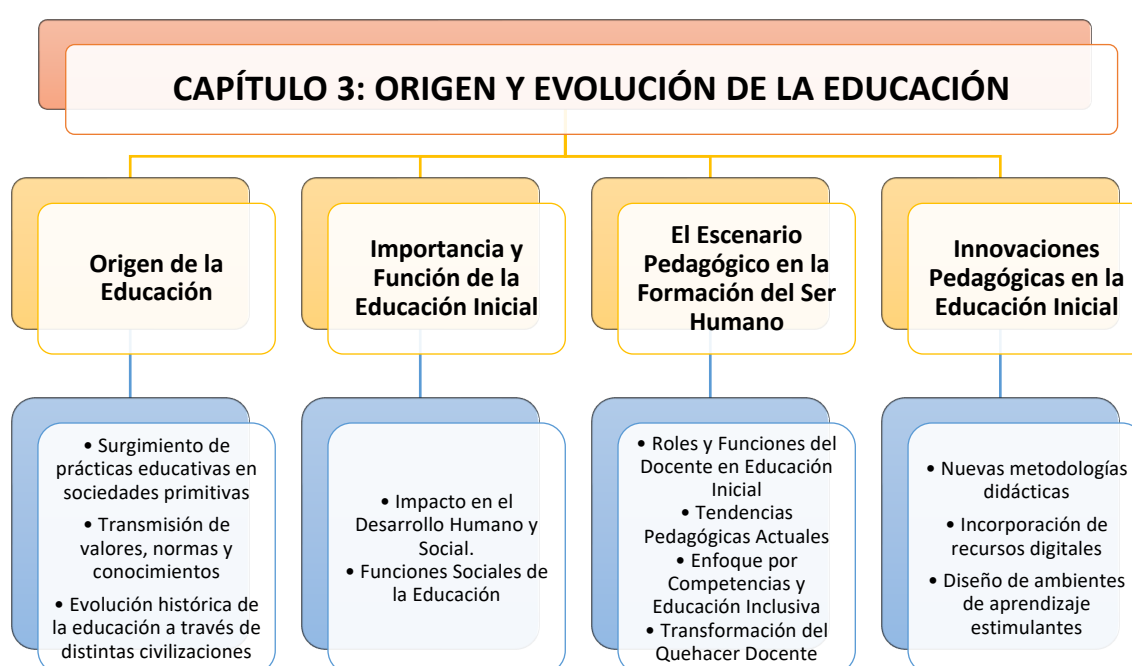 CAPÍTULO 3: ORIGEN Y EVOLUCIÓN DE LA EDUCACIÓN
Origen de la
Educación
• Surgimiento de
prácticas educativas en
sociedades primitivas
• Transmisión de
valores, normas y
conocimientos
• Evolución histórica de
la educación a través de
distintas civilizaciones
Importancia y
Función de la
Educación Inicial
• Impacto en el
Desarrollo Humano y
Social.
• Funciones Sociales de
la Educación
El Escenario
Pedagógico en la
Formación del Ser
Humano
• Roles y Funciones del
Docente en Educación
Inicial
• Tendencias
Pedagógicas Actuales
• Enfoque por
Competencias y
Educación Inclusiva
• Transformación del
Quehacer Docente
Innovaciones
Pedagógicas en la
Educación Inicial
• Nuevas metodologías
didácticas
• Incorporación de
recursos digitales
• Diseño de ambientes
de aprendizaje
estimulantes